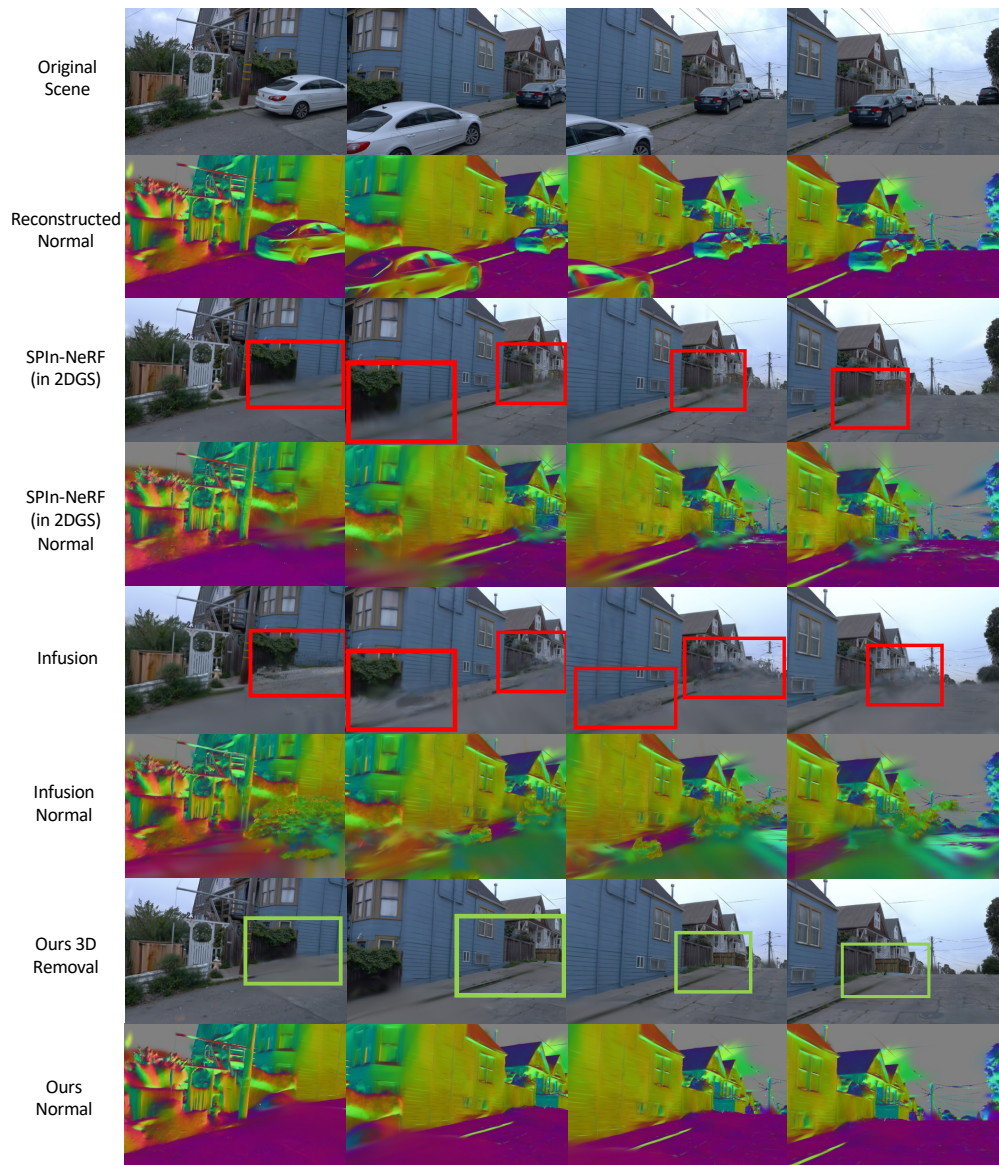 Original
Scene
Reconstructed
Normal
SPIn-NeRF
(in 2DGS)
SPIn-NeRF
(in 2DGS)
Normal
Infusion
Infusion
Normal
Ours 3D
Removal
Ours
Normal